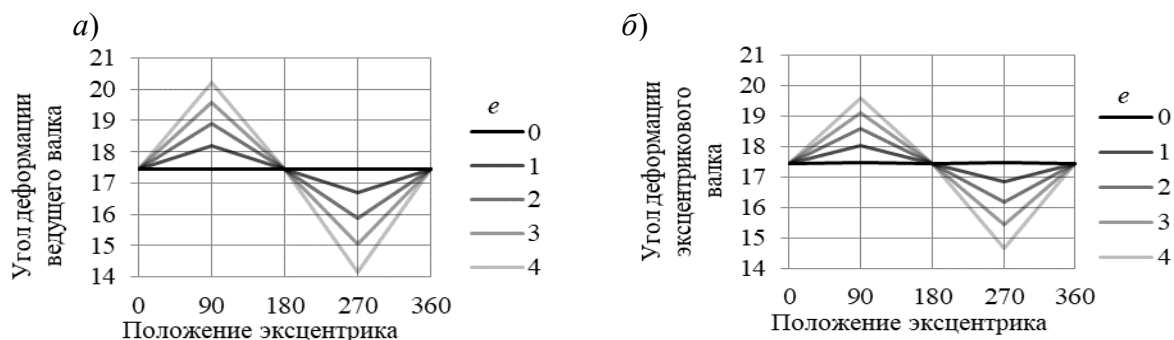 а)
Угол деформации
ведущего валка
21
20
19
18
17
16
15
14
0 90 180 270 360
Положение эксцентрика
e
0
1
2
3
4
б)
Угол деформации
эксцентрикового
валка
21
20
19
18
17
16
15
14
0 90 180 270 360
Положение эксцентрика
e
0
1
2
3
4